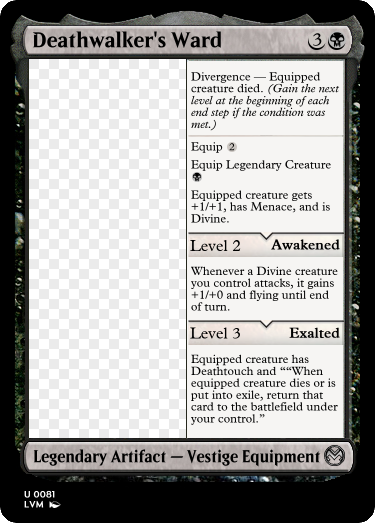 Deathwalker's Ward 3
Divergence — Equipped
creature died. (Gain the next
level at the beginning of each
end step if the condition was
met.)
Equip 2
Equip Legendary Creature
Equipped creature gets
+1/+1, has Menace, and is
Divine.
Level 2 Awakened
Whenever a Divine creature
you control attacks, it gains
+1/+0 and flying until end
of turn.
Level 3 Exalted
Equipped creature has
Deathtouch and ““When
equipped creature dies or is
put into exile, return that
card to the battlefield under
your control.”
Legendary Artifact — Vestige Equipment
U 0081
LVM